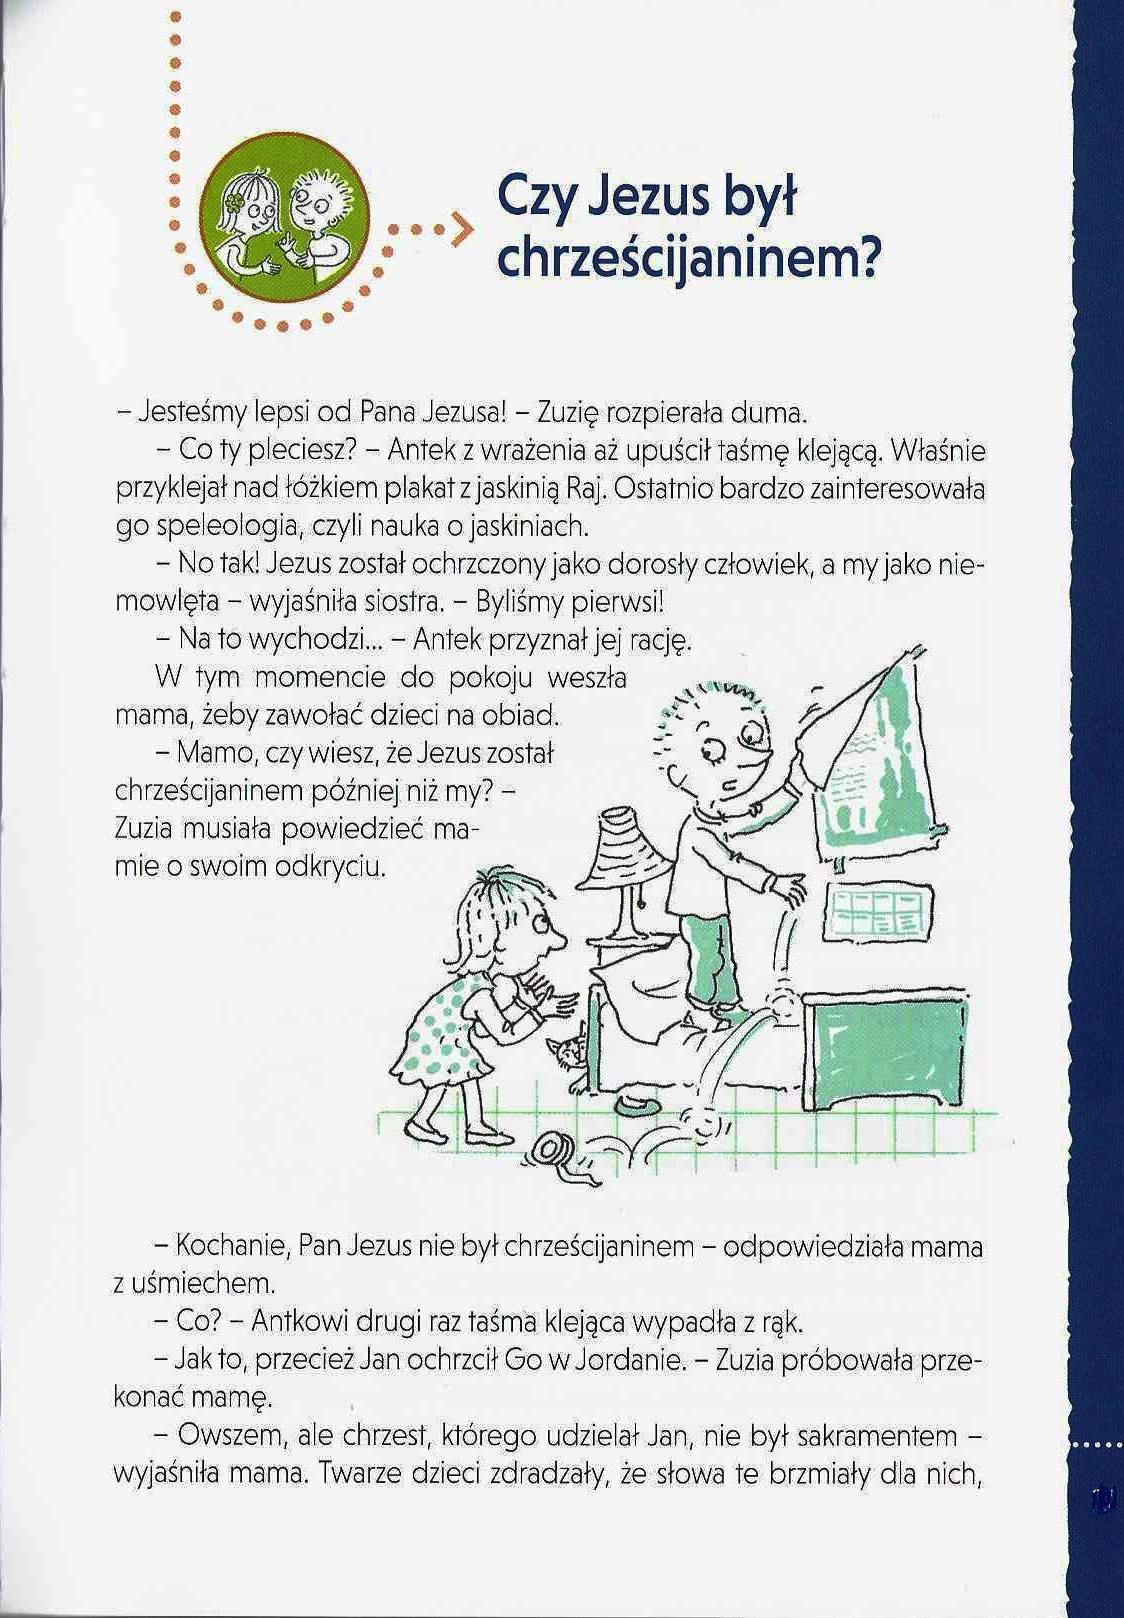 Czy Jezus był
chrześcijaninem?
– Jesteśmy lepsi od Pana Jezusa! – Zuzię rozpierała duma.
– Co ty pleciesz? – Antek z wrażenia aż upuścił taśmę klejącą. Właśnie
przyklejał nad łóżkiem plakat z jaskinią Raj. Ostatnio bardzo zainteresowała
go speleologia, czyli nauka o jaskiniach.
– No tak! Jezus został ochrzczony jako dorosły człowiek, a my jako nie-
mowlęta – wyjaśniła siostra. – Byliśmy pierwsi!
– Na to wychodzi... – Antek przyznał jej rację.
W tym momencie do pokoju weszła
mama, żeby zawołać dzieci na obiad.
– Mamo, czy wiesz, że Jezus został
chrześcijaninem później niż my? –
Zuzia musiała powiedzieć ma-
mie o swoim odkryciu.
– Kochanie, Pan Jezus nie był chrześcijaninem – odpowiedziała mama
z uśmiechem.
– Co? – Antkowi drugi raz taśma klejąca wypadła z rąk.
– Jak to, przecież Jan ochrzcił Go w Jordanie. – Zuzia próbowała prze-
konać mamę.
– Owszem, ale chrzest, którego udzielał Jan, nie był sakramentem –
wyjaśniła mama. Twarze dzieci zdradzały, że słowa te brzmiały dla nich,